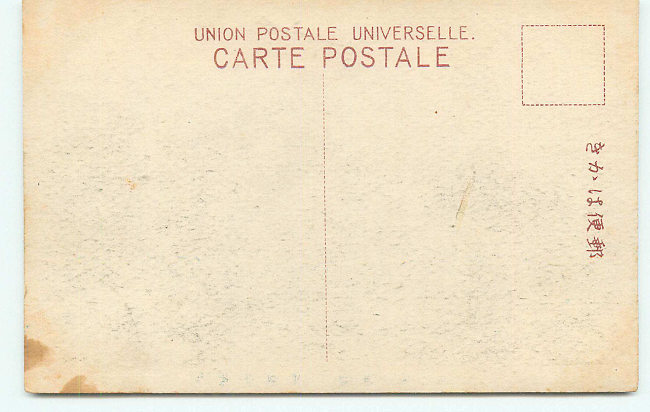 UNION POSTALE UNIVERSELLE.
CARTE POSTALE
きかは便郵